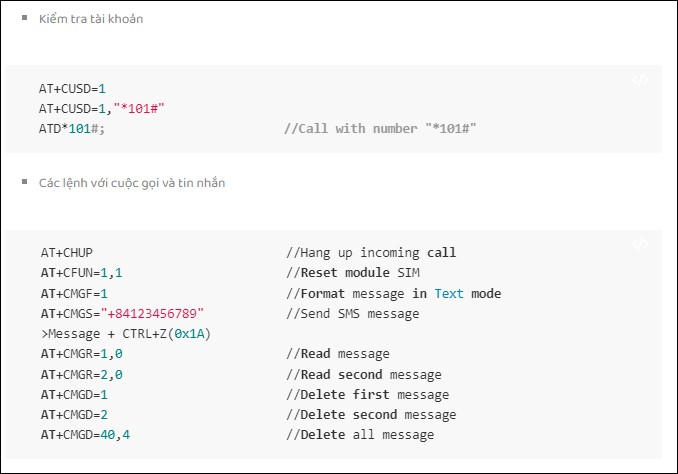 Kiểm tra tài khoản
</>
AT+CUSD=1
AT+CUSD=1,"*101#"
ATD*101#; //Call with number "*101#"
Các lệnh với cuộc gọi và tin nhắn
</>
AT+CHUP //Hang up incoming call
AT+CFUN=1,1 //Reset module SIM
AT+CMGF=1 //Format message in Text mode
AT+CMGS="+84123456789" //Send SMS message
>Message + CTRL+Z(0x1A)
AT+CMGR=1,0 //Read message
AT+CMGR=2,0 //Read second message
AT+CMGD=1 //Delete first message
AT+CMGD=2 //Delete second message
AT+CMGD=40,4 //Delete all message